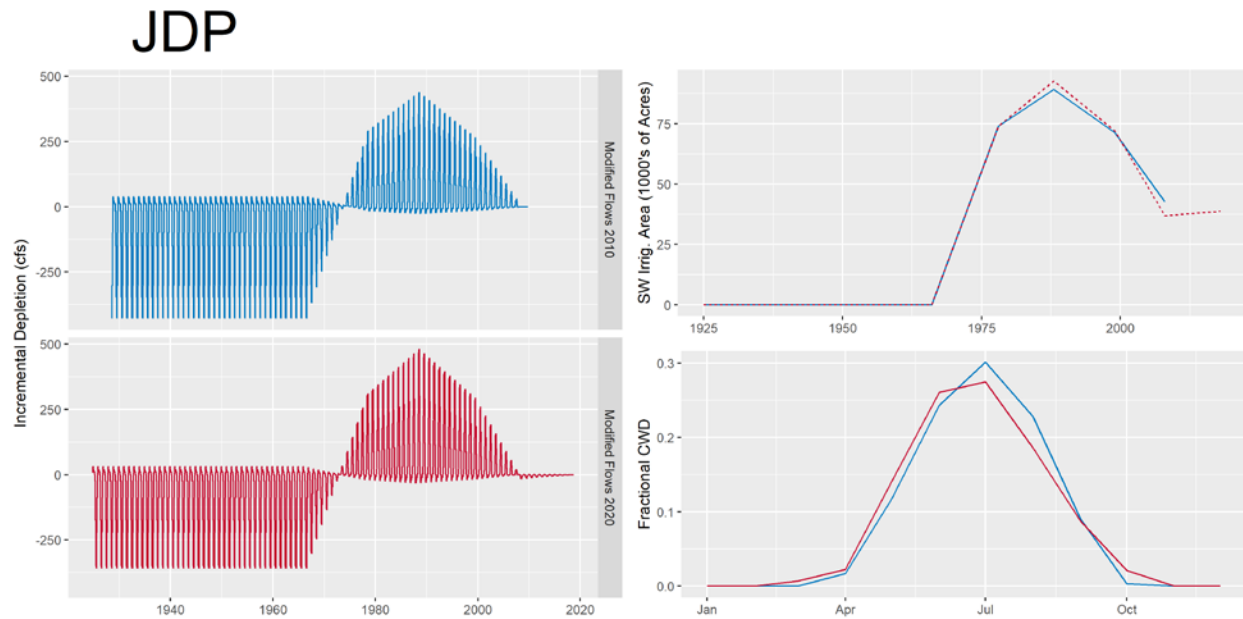 JDP
Incremental Depletion (cfs)
500
250
0
-250
Modified Flows 2010
500
250
0
-250
Modified Flows 2020
1940 1960 1980 2000 2020
SW Irrig. Area (1000's of Acres)
75
50
25
0
1925 1950 1975 2000
Fractional CWD
0.3
0.2
0.1
0.0
Jan Apr Jul Oct